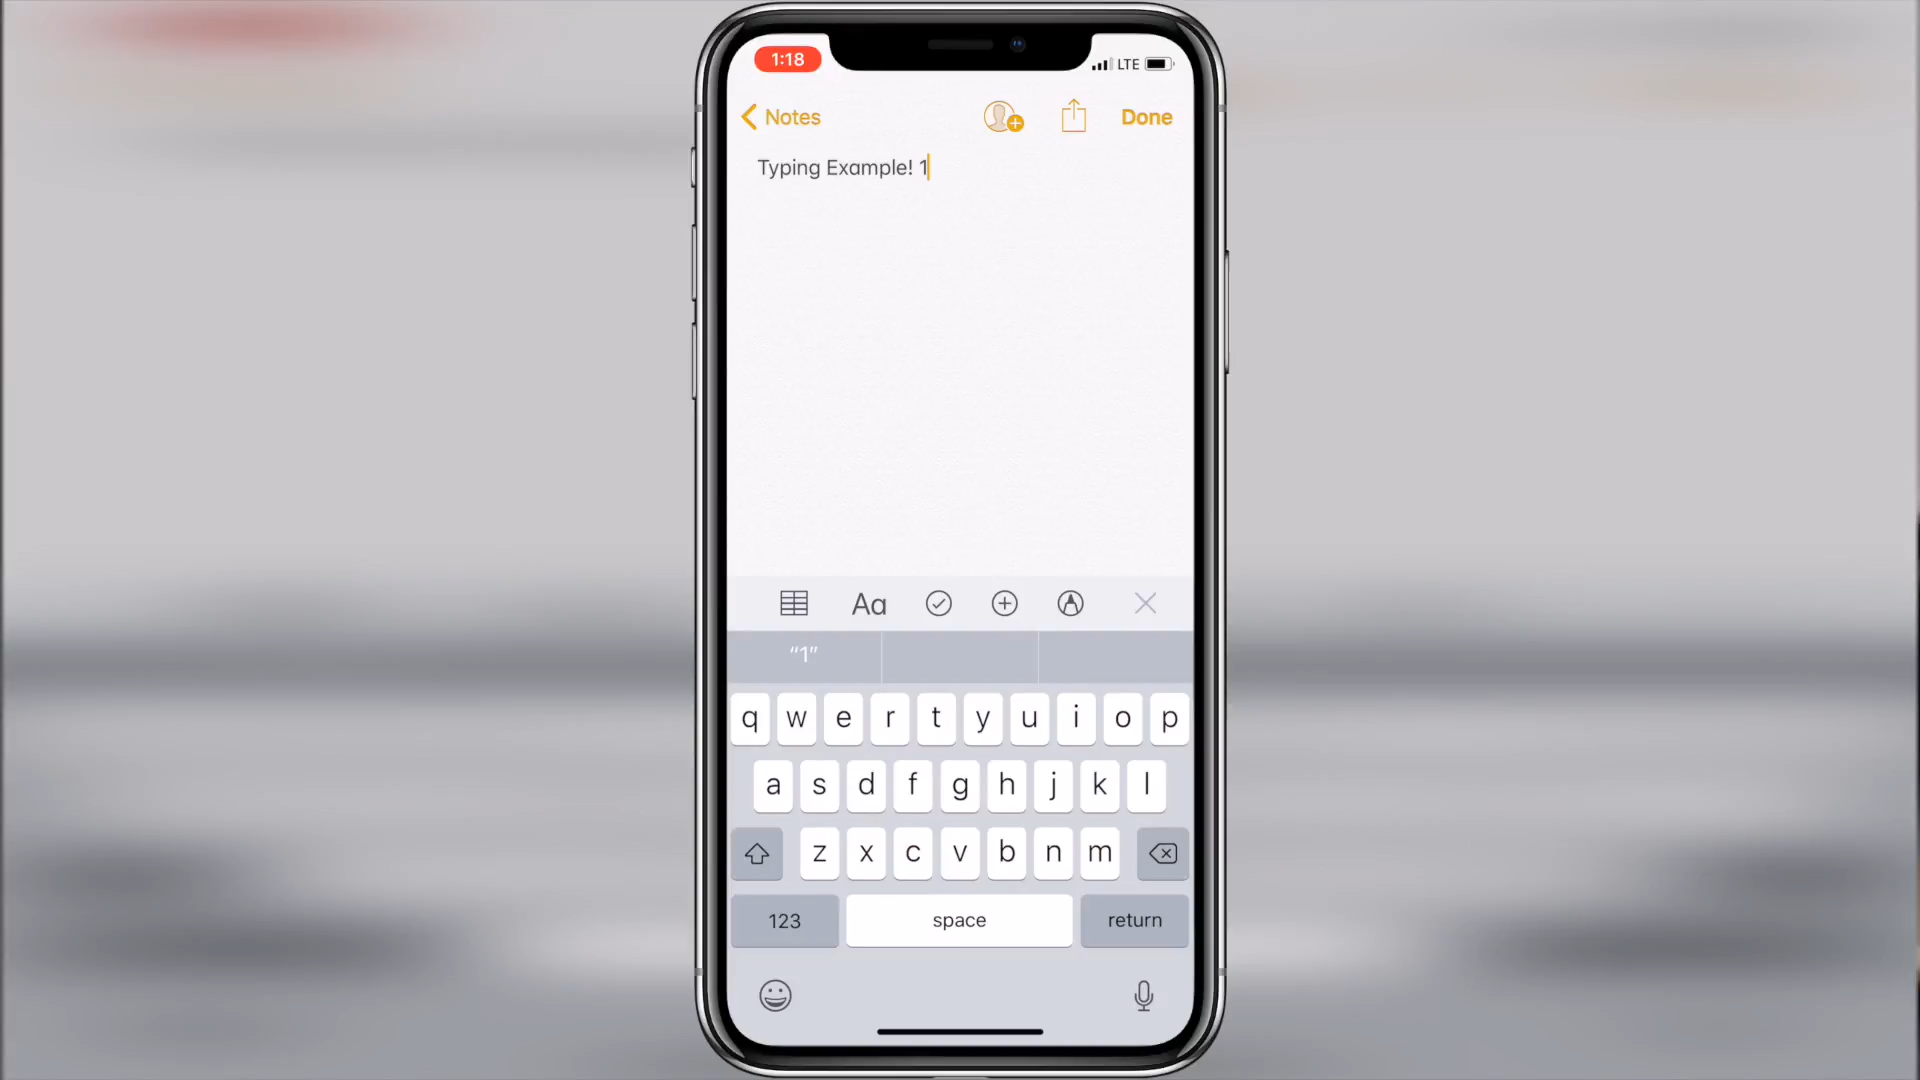 1:18
LTE
Notes
Done
Typing Example! 1
Aa
“1”
q w e r t y u i o p
a s d f g h j k l
z x c v b n m
123 space return